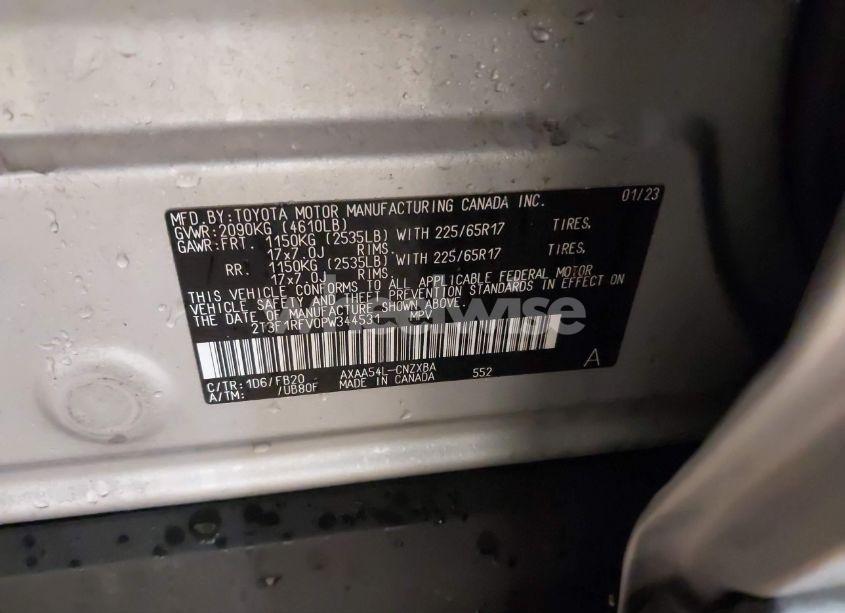 MFD. BY: TOYOTA MOTOR MANUFACTURING CANADA INC. 01/23
GVWR: 2090KG (4610LB)
GAWR: FRT. 1150KG (2535LB) WITH 225/65R17 TIRES,
17x7.0J RIMS.
RR. 1150KG (2535LB) WITH 225/65R17 TIRES,
17x7.0J RIMS.
THIS VEHICLE CONFORMS TO ALL APPLICABLE FEDERAL MOTOR
VEHICLE SAFETY AND THEFT PREVENTION STANDARDS IN EFFECT ON
THE DATE OF MANUFACTURE SHOWN ABOVE.
2T3F1RFV0PW344531 MPV
C/TR: 1D6/FB20 AXAA54L-CNZXBA 552 A
A/TM: /UB80F MADE IN CANADA
wheelwise